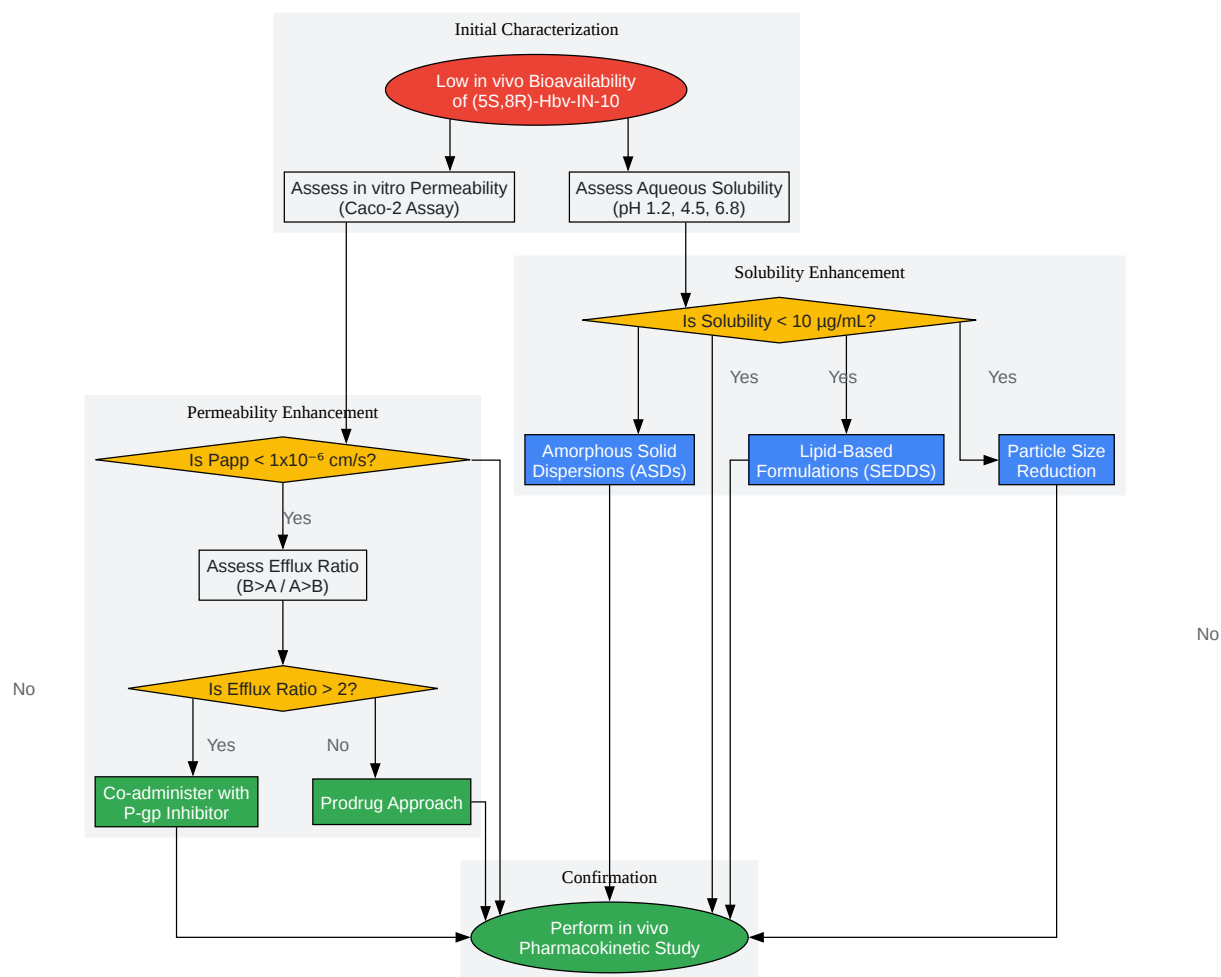 Initial Characterization
Low in vivo Bioavailability
of (5S,8R)-Hbv-IN-10
Assess in vitro Permeability
(Caco-2 Assay)
Assess Aqueous Solubility
(pH 1.2, 4.5, 6.8)
Solubility Enhancement
Is Solubility < 10 µg/mL?
Yes
Yes
Yes
Amorphous Solid
Dispersions (ASDs)
Lipid-Based
Formulations (SEDDS)
Particle Size
Reduction
No
Permeability Enhancement
Is Papp < 1x10⁻⁶ cm/s?
Yes
Assess Efflux Ratio
(B>A / A>B)
Is Efflux Ratio > 2?
No
Yes
No
Co-administer with
P-gp Inhibitor
Prodrug Approach
Confirmation
Perform in vivo
Pharmacokinetic Study